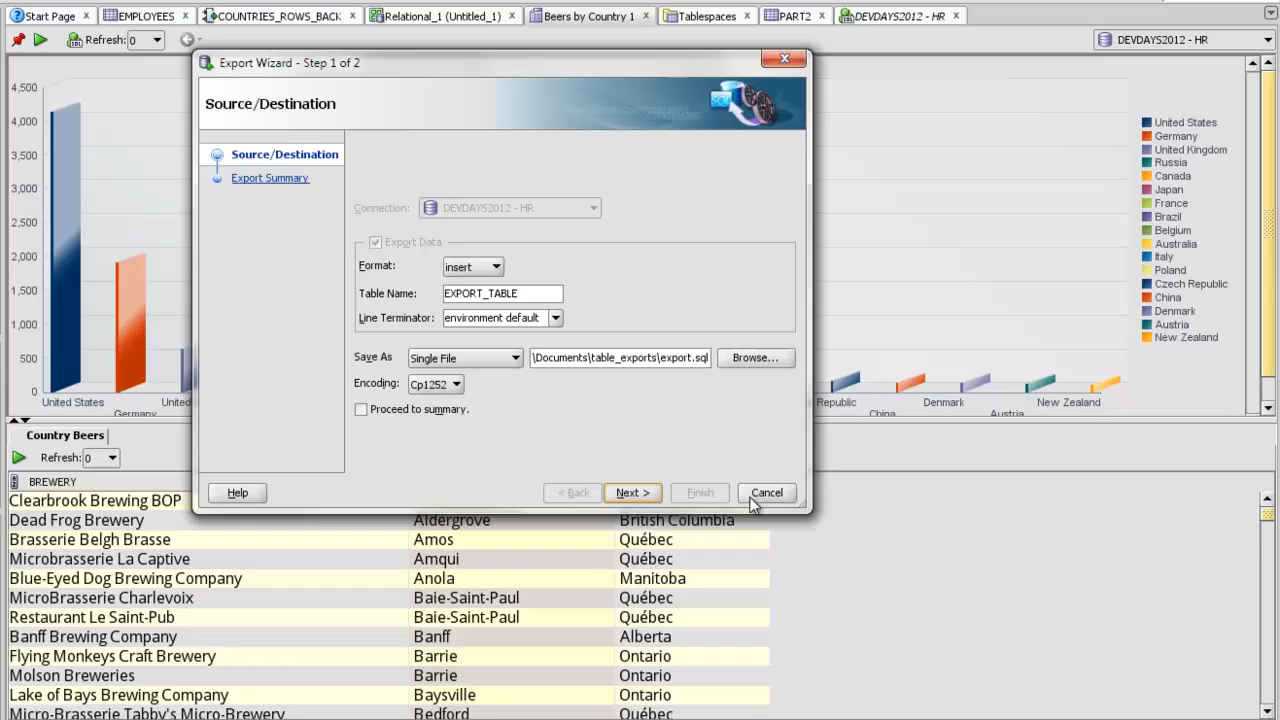 Start Page
EMPLOYEES
COUNTRIES_ROWS_BACK
Relational_1 (Untitled_1)
Beers by Country 1
Tablespaces
PART2
DEVDAYS2012 - HR
Refresh: 0
DEVDAYS2012 - HR
Export Wizard - Step 1 of 2
Source/Destination
SQL
Source/Destination
Export Summary
Connection: DEVDAYS2012 - HR
Export Data
Format: insert
Table Name: EXPORT_TABLE
Line Terminator: environment default
Save As Single File \Documents\table_exports\export.sql Browse...
Encoding: Cp1252
Proceed to summary.
Help
< Back
Next >
Finish
Cancel
4,500
4,000
3,500
3,000
2,500
2,000
1,500
1,000
500
0
United States
Germany
United
Republic
China
Denmark
Austria
New Zealand
United States
Germany
United Kingdom
Russia
Canada
Japan
France
Brazil
Belgium
Australia
Italy
Poland
Czech Republic
China
Denmark
Austria
New Zealand
Country Beers
Refresh: 0
BREWERY
Clearbrook Brewing BOP
Dead Frog Brewery Aldergrove British Columbia
Brasserie Belgh Brasse Amos Québec
Microbrasserie La Captive Amqui Québec
Blue-Eyed Dog Brewing Company Anola Manitoba
MicroBrasserie Charlevoix Baie-Saint-Paul Québec
Restaurant Le Saint-Pub Baie-Saint-Paul Québec
Banff Brewing Company Banff Alberta
Flying Monkeys Craft Brewery Barrie Ontario
Molson Breweries Barrie Ontario
Lake of Bays Brewing Company Baysville Ontario
Micro-Brasserie Tabby's Micro-Brewery Bedford Québec